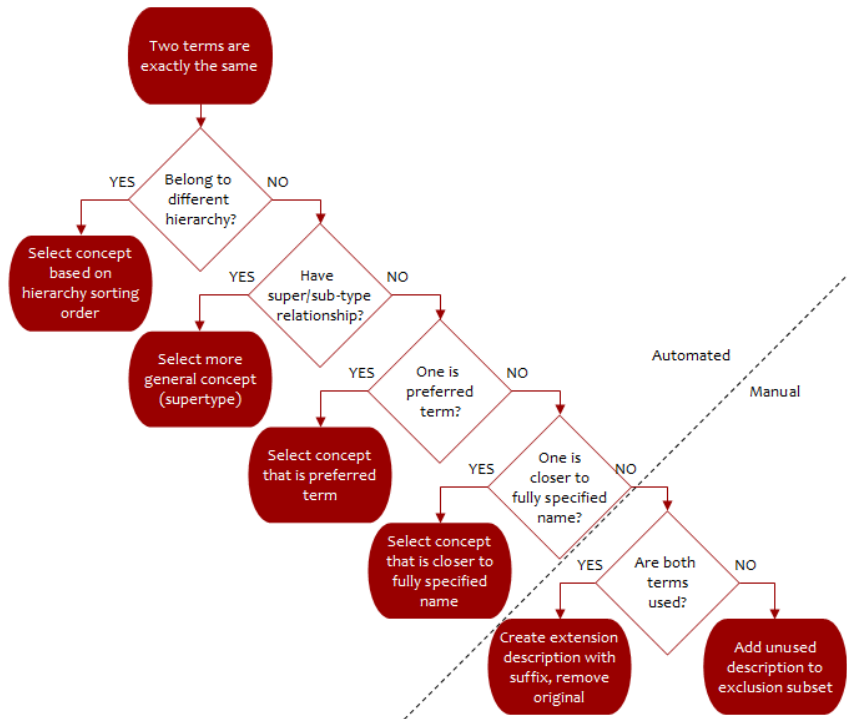 Two terms are
exactly the same
Belong to
different
hierarchy?
YES
NO
Select concept
based on
hierarchy sorting
order
Have
super/sub-type
relationship?
YES
NO
Select more
general concept
(supertype)
One is
preferred
term?
YES
NO
Select concept
that is preferred
term
Automated
Manual
One is
closer to
fully specified
name?
YES
NO
Select concept
that is closer to
fully specified
name
Are both
terms
used?
YES
NO
Create extension
description with
suffix, remove
original
Add unused
description to
exclusion subset